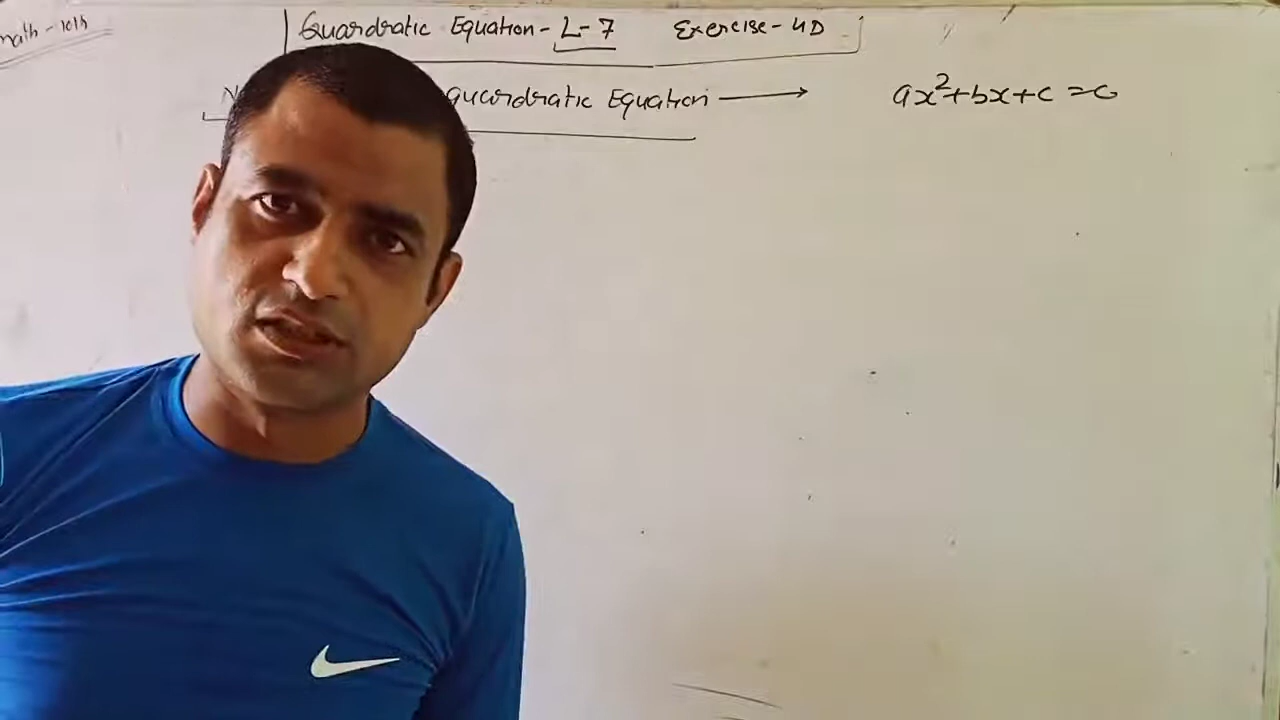 math - 10th
Quardratic Equation - L-7 Exercise - 4D
quardratic Equation ⟶ ax²+bx+c =0